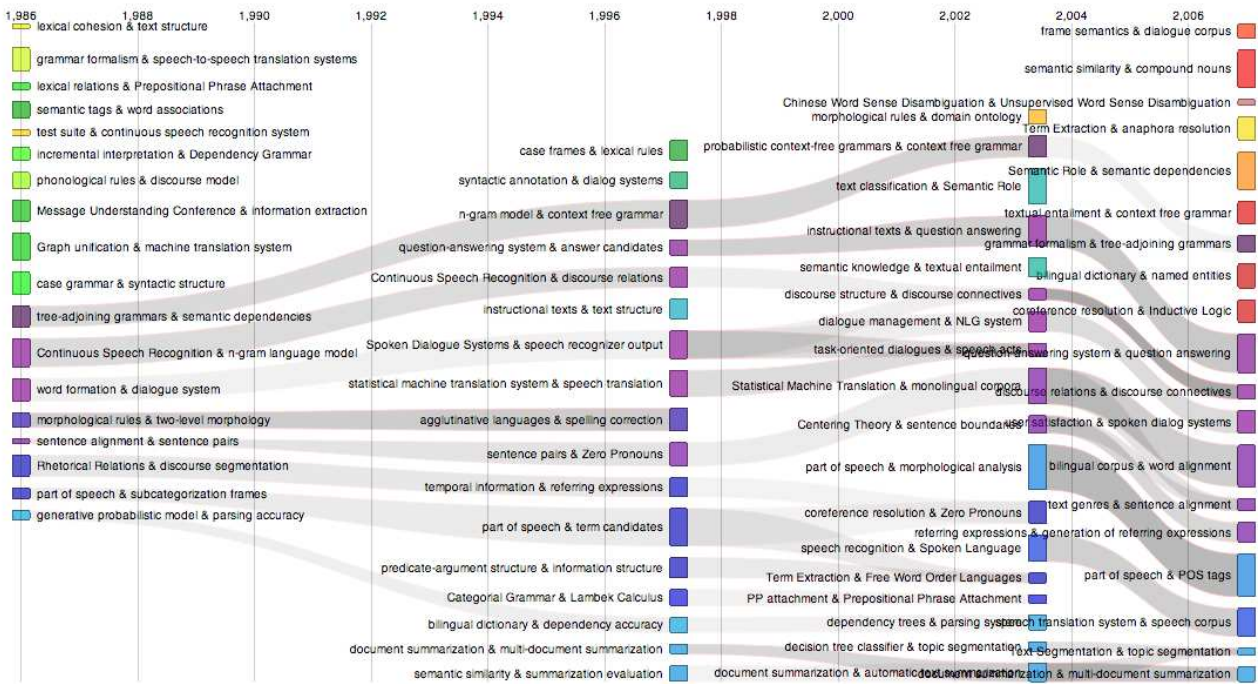 1,986 1,988 1,990 1,992 1,994 1,996 1,998 2,000 2,002 2,004 2,006
lexical cohesion & text structure
grammar formalism & speech-to-speech translation systems
lexical relations & Prepositional Phrase Attachment
semantic tags & word associations
test suite & continuous speech recognition system
incremental interpretation & Dependency Grammar
phonological rules & discourse model
Message Understanding Conference & information extraction
Graph unification & machine translation system
case grammar & syntactic structure
tree-adjoining grammars & semantic dependencies
Continuous Speech Recognition & n-gram language model
word formation & dialogue system
morphological rules & two-level morphology
sentence alignment & sentence pairs
Rhetorical Relations & discourse segmentation
part of speech & subcategorization frames
generative probabilistic model & parsing accuracy
case frames & lexical rules
syntactic annotation & dialog systems
n-gram model & context free grammar
question-answering system & answer candidates
Continuous Speech Recognition & discourse relations
instructional texts & text structure
Spoken Dialogue Systems & speech recognizer output
statistical machine translation system & speech translation
agglutinative languages & spelling correction
sentence pairs & Zero Pronouns
temporal information & referring expressions
part of speech & term candidates
predicate-argument structure & information structure
Categorial Grammar & Lambek Calculus
bilingual dictionary & dependency accuracy
document summarization & multi-document summarization
semantic similarity & summarization evaluation
morphological rules & domain ontology
probabilistic context-free grammars & context free grammar
text classification & Semantic Role
instructional texts & question answering
semantic knowledge & textual entailment
discourse structure & discourse connectives
dialogue management & NLG system
task-oriented dialogues & speech acts
Statistical Machine Translation & monolingual corpora
Centering Theory & sentence boundaries
part of speech & morphological analysis
coreference resolution & Zero Pronouns
speech recognition & Spoken Language
Term Extraction & Free Word Order Languages
PP attachment & Prepositional Phrase Attachment
dependency trees & parsing system
decision tree classifier & topic segmentation
document summarization & automatic text summarization
frame semantics & dialogue corpus
semantic similarity & compound nouns
Chinese Word Sense Disambiguation & Unsupervised Word Sense Disambiguation
Term Extraction & anaphora resolution
Semantic Role & semantic dependencies
textual entailment & context free grammar
grammar formalism & tree-adjoining grammars
bilingual dictionary & named entities
coreference resolution & Inductive Logic
question-answering system & question answering
discourse relations & discourse connectives
user satisfaction & spoken dialog systems
bilingual corpus & word alignment
text genres & sentence alignment
referring expressions & generation of referring expressions
part of speech & POS tags
speech translation system & speech corpus
Text Segmentation & topic segmentation
document summarization & multi-document summarization